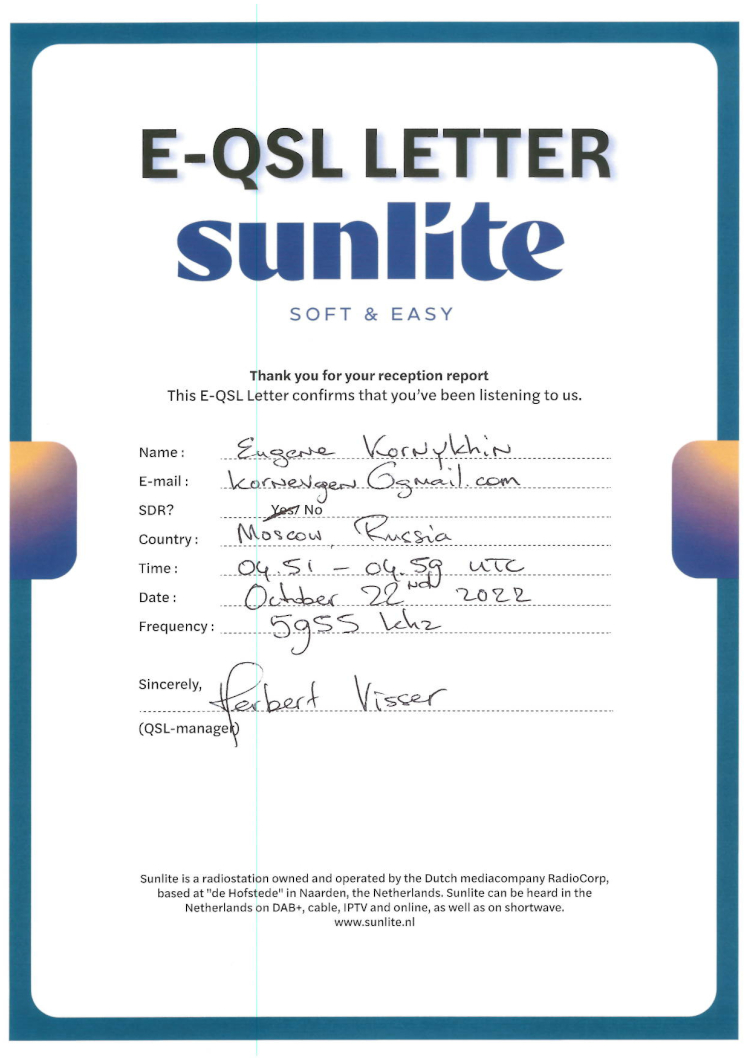 E-QSL LETTER
sunlite
SOFT & EASY
Thank you for your reception report
This E-QSL Letter confirms that you've been listening to us.
Name : Eugene Kornykhin
E-mail : kornevgen@gmail.com
SDR? Yes/ No
Country : Moscow, Russia
Time : 04.51 – 04.59 UTC
Date : October 22nd 2022
Frequency : 5955 khz
Sincerely, Herbert Visser
(QSL-manager)
Sunlite is a radiostation owned and operated by the Dutch mediacompany RadioCorp,
based at "de Hofstede" in Naarden, the Netherlands. Sunlite can be heard in the
Netherlands on DAB+, cable, IPTV and online, as well as on shortwave.
www.sunlite.nl